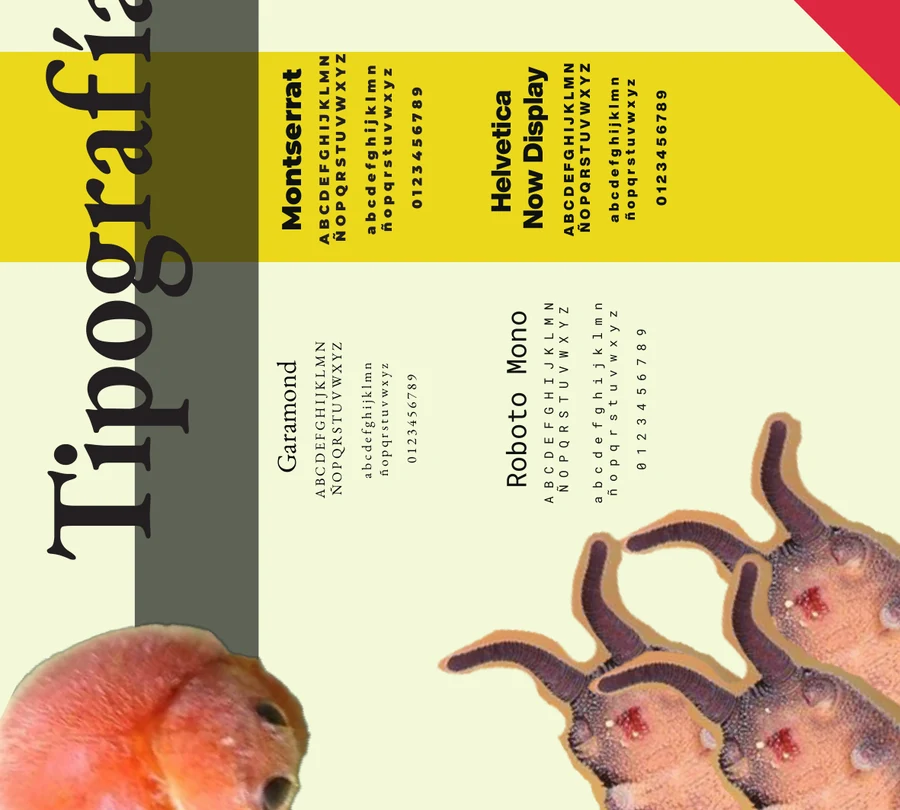 Tipografía
Montserrat
ABCDEFGHIJKLMN
ÑOPQRSTUVWXYZ
abcdefghijklmn
ñopqrstuvwxyz
0123456789
Helvetica
Now Display
ABCDEFGHIJKLMN
ÑOPQRSTUVWXYZ
abcdefghijklmn
ñopqrstuvwxyz
0123456789
Garamond
ABCDEFGHIJKLMN
ÑOPQRSTUVWXYZ
abcdefghijklmn
ñopqrstuvwxyz
0123456789
Roboto Mono
ABCDEFGHIJKLMN
ÑOPQRSTUVWXYZ
abcdefghijklmn
ñopqrstuvwxyz
0123456789